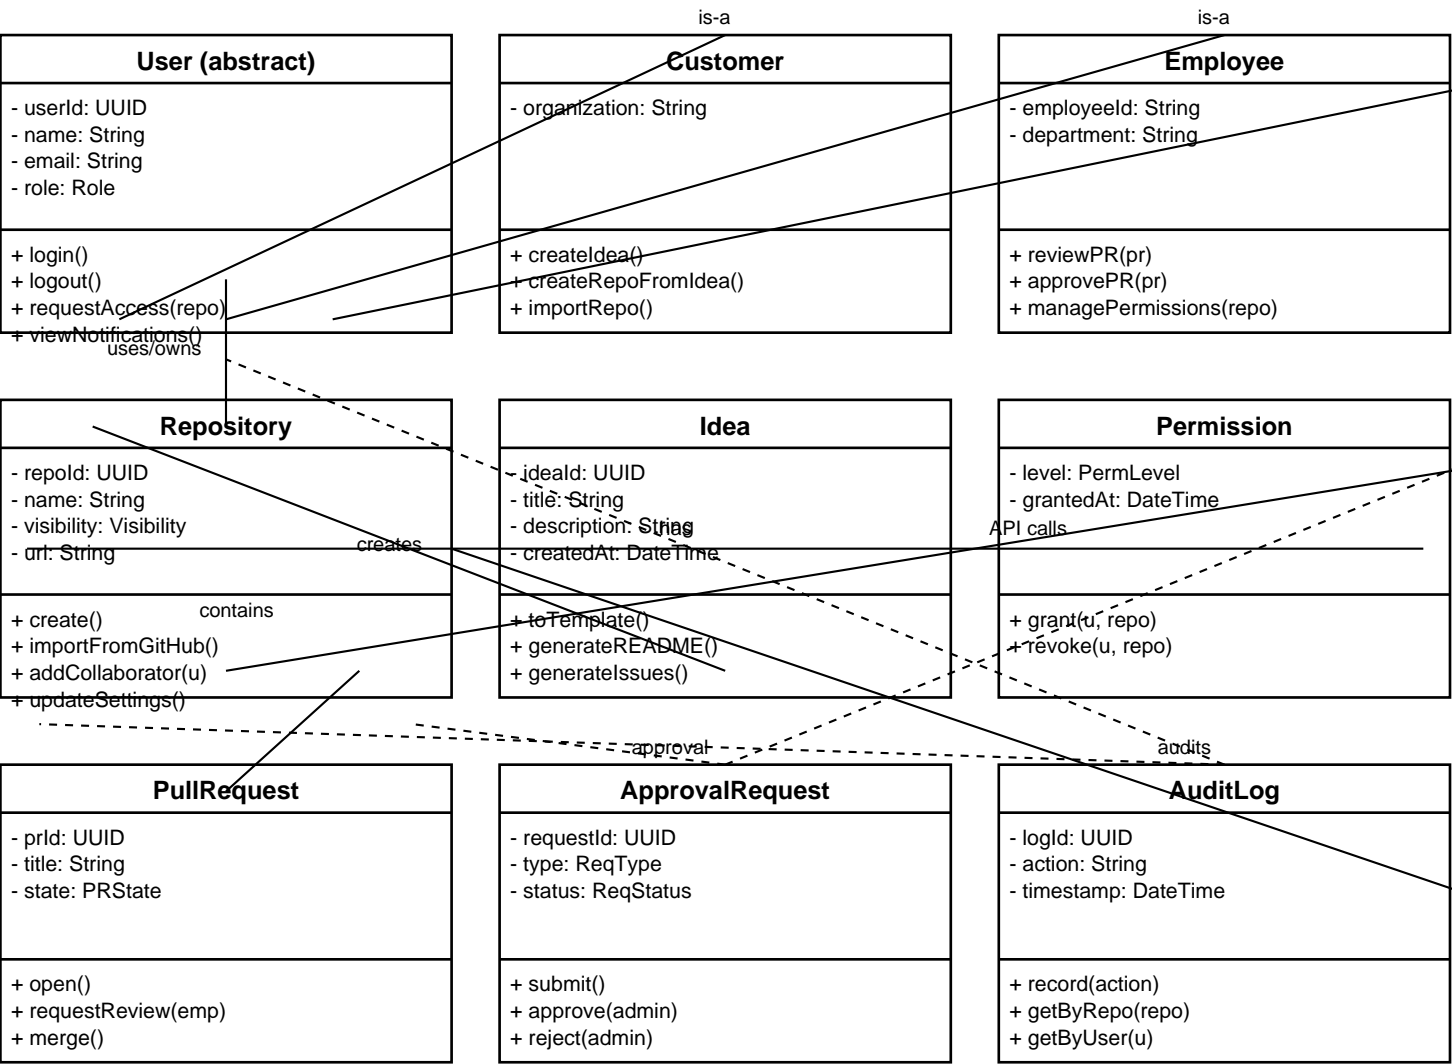 is-a
is-a
User (abstract)
- userId: UUID
- name: String
- email: String
- role: Role
+ login()
+ logout()
+ requestAccess(repo)
+ viewNotifications()
Customer
- organization: String
+ createIdea()
+ createRepoFromIdea()
+ importRepo()
Employee
- employeeId: String
- department: String
+ reviewPR(pr)
+ approvePR(pr)
+ managePermissions(repo)
uses/owns
Repository
- repoId: UUID
- name: String
- visibility: Visibility
- url: String
+ create()
+ importFromGitHub()
+ addCollaborator(u)
+ updateSettings()
creates
contains
Idea
- ideaId: UUID
- title: String
- description: String
- createdAt: DateTime
+ toTemplate()
+ generateREADME()
+ generateIssues()
has
API calls
Permission
- level: PermLevel
- grantedAt: DateTime
+ grant(u, repo)
+ revoke(u, repo)
approval
audits
PullRequest
- prId: UUID
- title: String
- state: PRState
+ open()
+ requestReview(emp)
+ merge()
ApprovalRequest
- requestId: UUID
- type: ReqType
- status: ReqStatus
+ submit()
+ approve(admin)
+ reject(admin)
AuditLog
- logId: UUID
- action: String
- timestamp: DateTime
+ record(action)
+ getByRepo(repo)
+ getByUser(u)